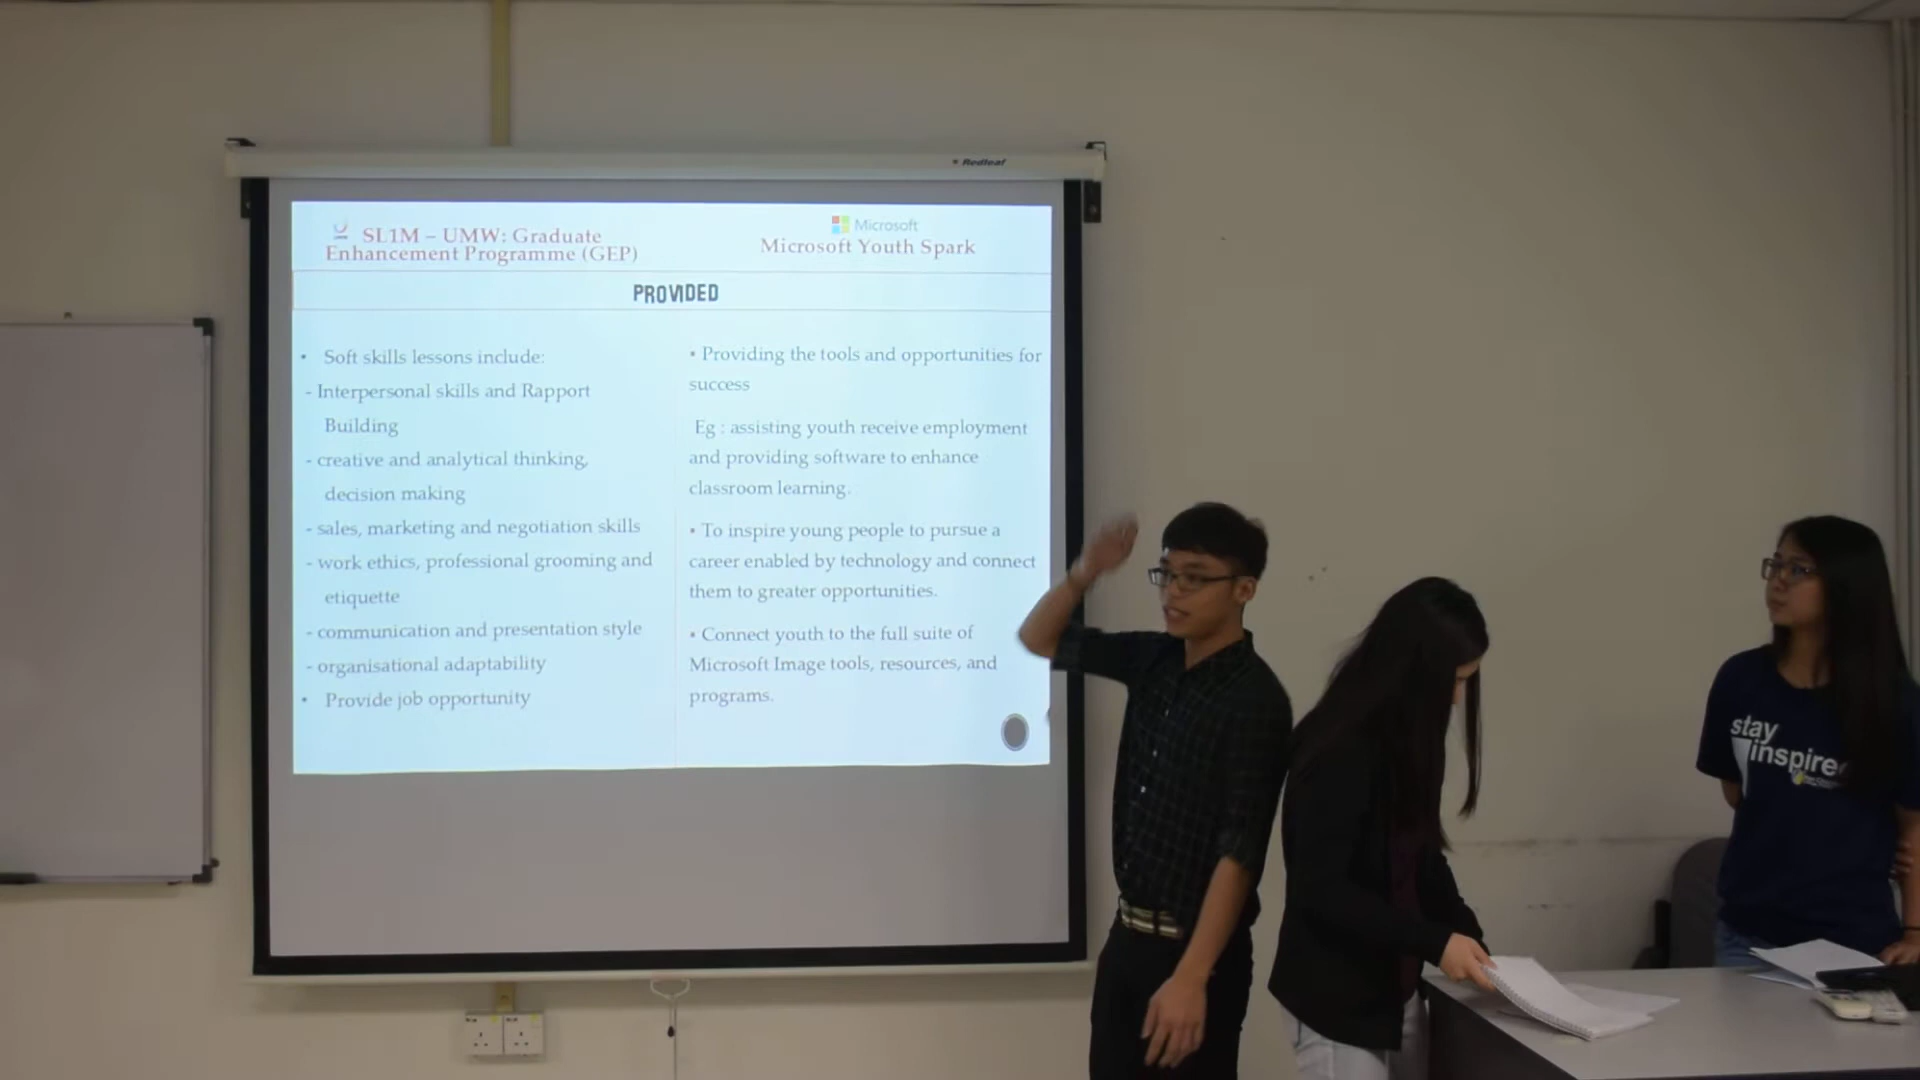 Redleaf
SL1M – UMW: Graduate
Enhancement Programme (GEP)
Microsoft
Microsoft Youth Spark
PROVIDED
• Soft skills lessons include:
- Interpersonal skills and Rapport
Building
- creative and analytical thinking,
decision making
- sales, marketing and negotiation skills
- work ethics, professional grooming and
etiquette
- communication and presentation style
- organisational adaptability
• Provide job opportunity
• Providing the tools and opportunities for
success
Eg : assisting youth receive employment
and providing software to enhance
classroom learning.
• To inspire young people to pursue a
career enabled by technology and connect
them to greater opportunities.
• Connect youth to the full suite of
Microsoft Image tools, resources, and
programs.
stay
inspire